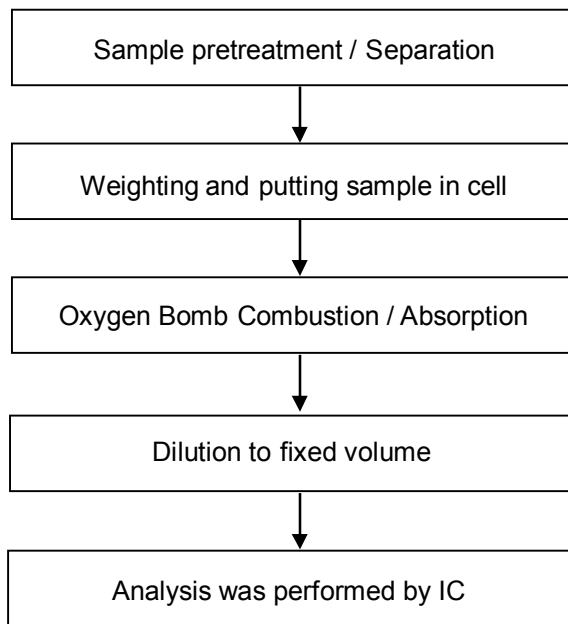 Sample pretreatment / Separation
Weighting and putting sample in cell
Oxygen Bomb Combustion / Absorption
Dilution to fixed volume
Analysis was performed by IC